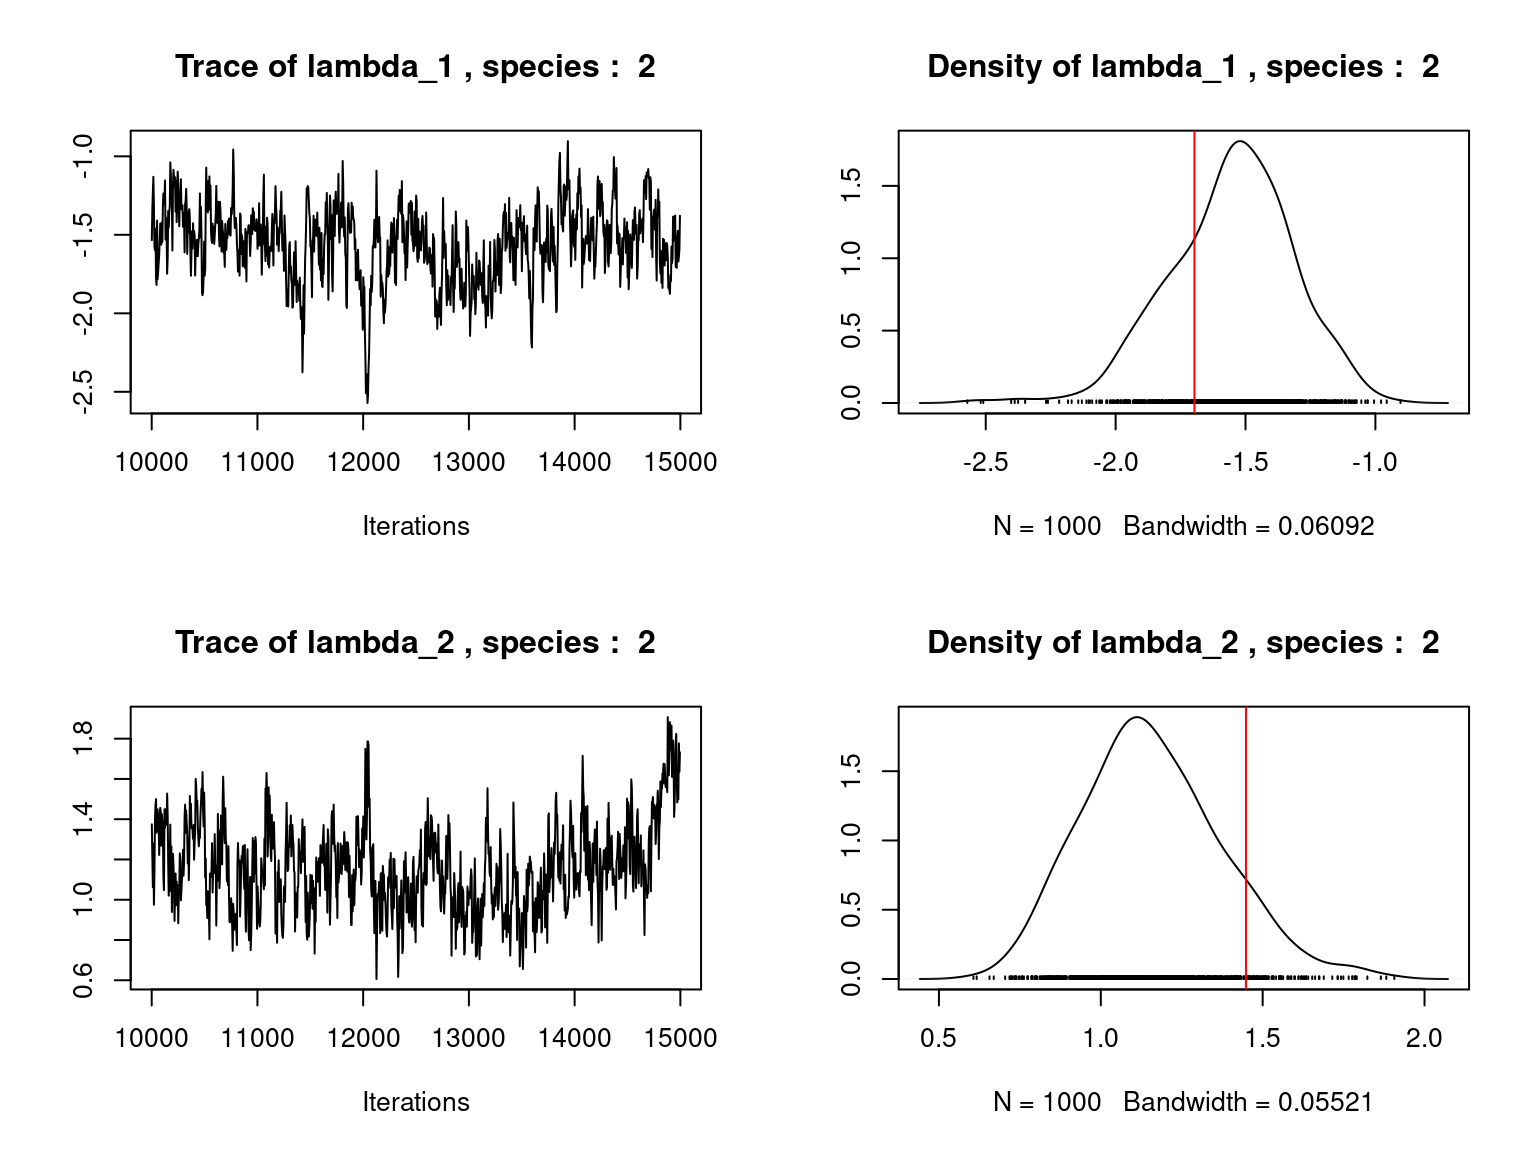 Trace of lambda_1 , species :  2
-1.0
-1.5
-2.0
-2.5
10000 11000 12000 13000 14000 15000
Iterations
Density of lambda_1 , species :  2
1.5
1.0
0.5
0.0
-2.5 -2.0 -1.5 -1.0
N = 1000   Bandwidth = 0.06092
Trace of lambda_2 , species :  2
1.8
1.4
1.0
0.6
10000 11000 12000 13000 14000 15000
Iterations
Density of lambda_2 , species :  2
1.5
1.0
0.5
0.0
0.5 1.0 1.5 2.0
N = 1000   Bandwidth = 0.05521